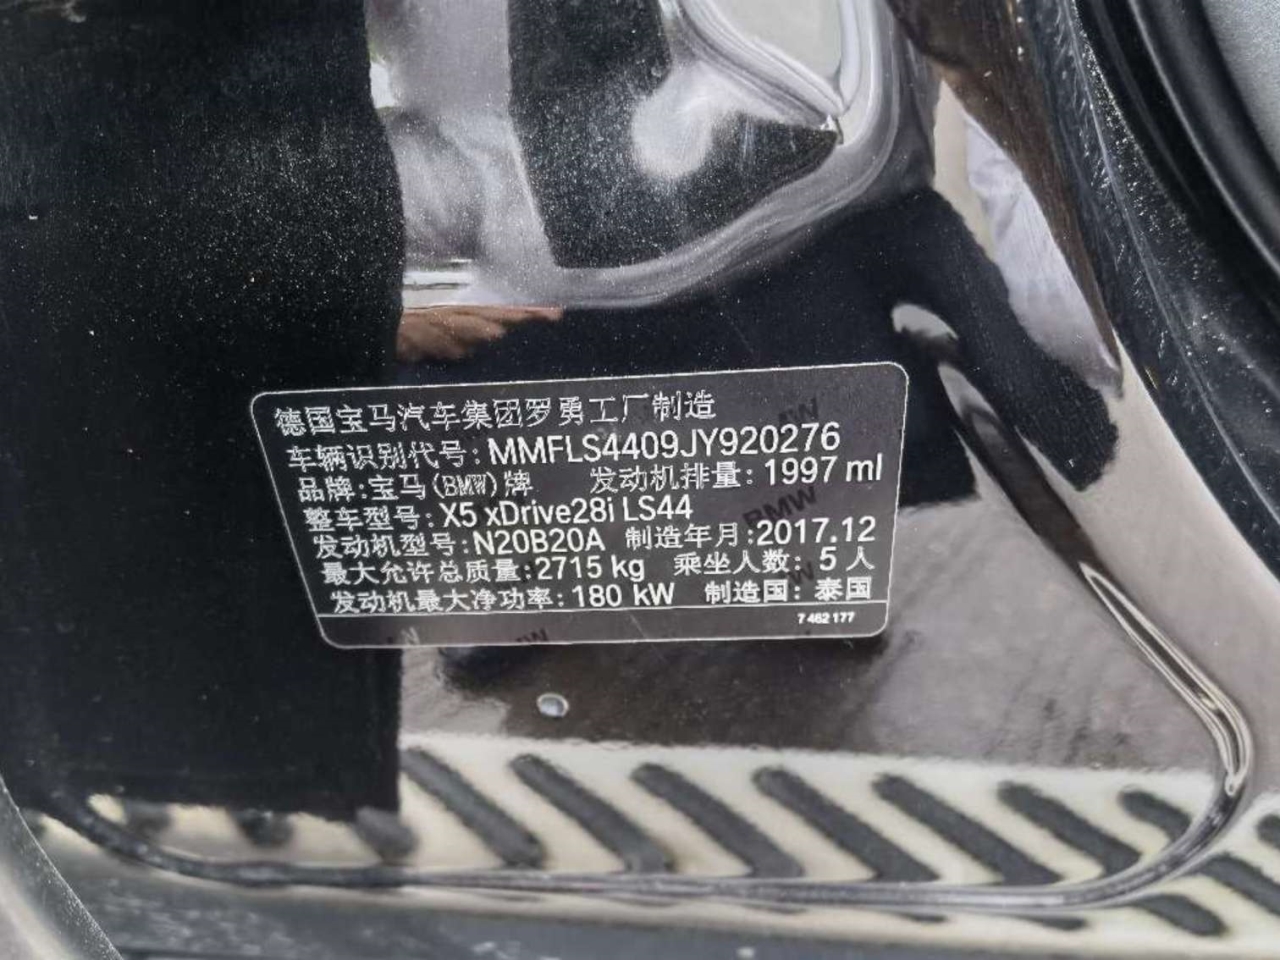 德国宝马汽车集团罗勇工厂制造
车辆识别代号: MMFLS4409JY920276
品牌:宝马(BMW)牌 发动机排量: 1997 ml
整车型号: X5 xDrive28i LS44
发动机型号: N20B20A 制造年月:2017.12
最大允许总质量:2715 kg 乘坐人数: 5 人
发动机最大净功率: 180 kW 制造国: 泰国
7 462 177